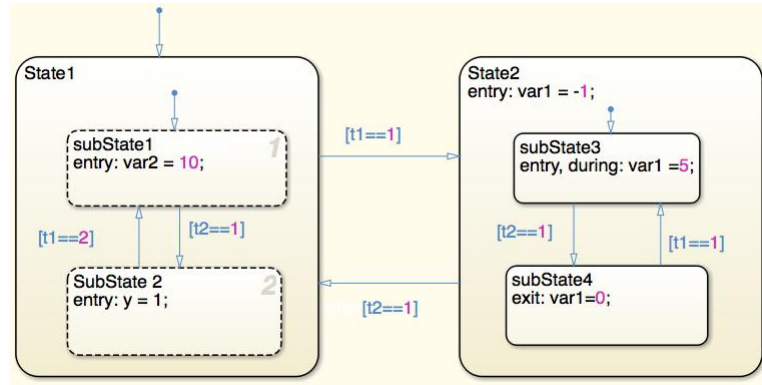 State1
subState1
entry: var2 = 10;
1
[t1==2]
[t2==1]
SubState 2
entry: y = 1;
2
[t1==1]
[t2==1]
State2
entry: var1 = -1;
subState3
entry, during: var1 =5;
[t2==1]
[t1==1]
subState4
exit: var1=0;